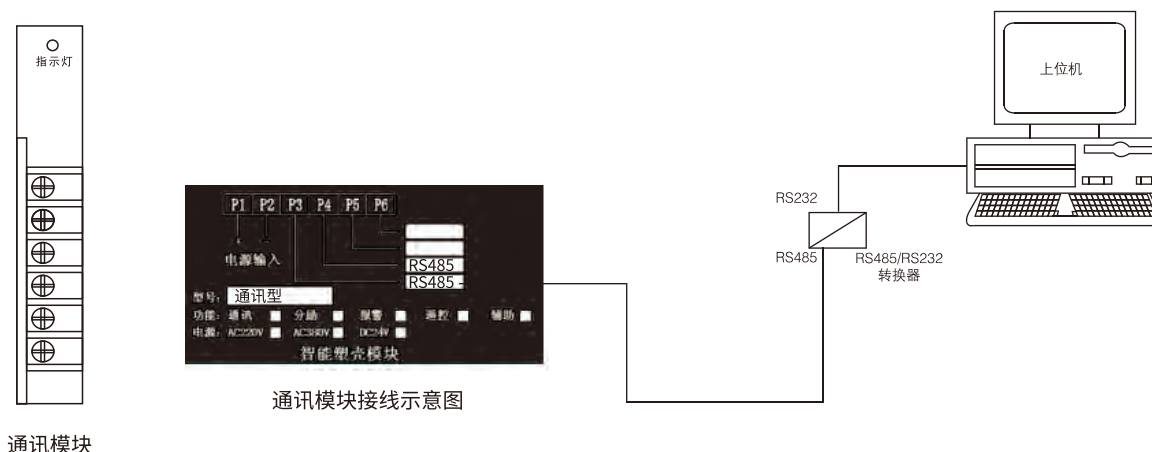 指示灯
通讯模块
P1 P2 P3 P4 P5 P6
电源输入
RS485
RS485 -
型号： 通讯型
功能： 通讯 分励 报警 遥控 辅助
电源： AC220V AC380V DC24V
智能塑壳模块
通讯模块接线示意图
RS232
RS485
RS485/RS232
转换器
上位机